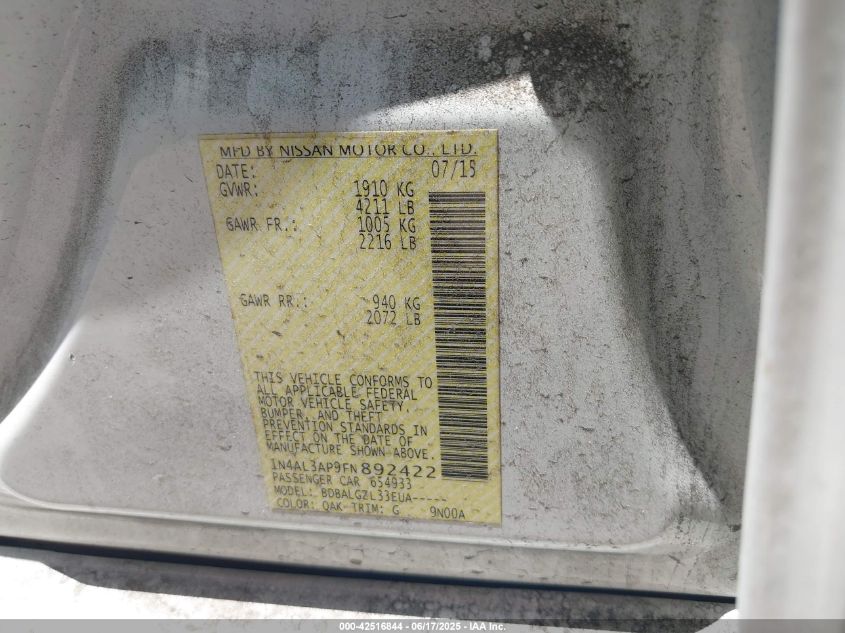 MFD BY NISSAN MOTOR CO., LTD.
DATE: 07/15
GVWR: 1910 KG
4211 LB
GAWR FR.: 1005 KG
2216 LB
GAWR RR.: 940 KG
2072 LB
THIS VEHICLE CONFORMS TO
ALL APPLICABLE FEDERAL
MOTOR VEHICLE SAFETY,
BUMPER, AND THEFT
PREVENTION STANDARDS IN
EFFECT ON THE DATE OF
MANUFACTURE SHOWN ABOVE.
1N4AL3AP9FN892422
PASSENGER CAR 654933
MODEL: BDBALGZL33EUA-----
COLOR: QAK TRIM: G 9N00A
000-42516844 - 06/17/2025 - IAA Inc.